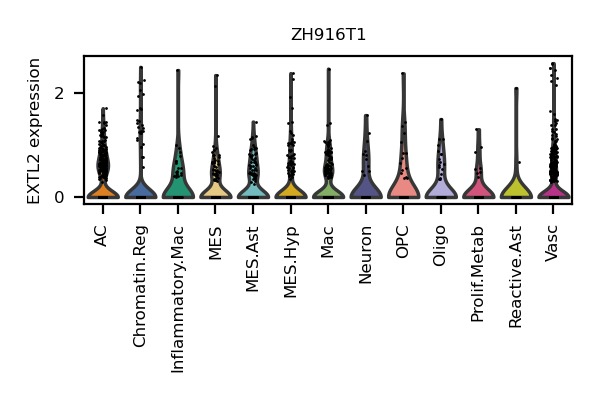 ZH916T1
EXTL2 expression
2
0
AC
Chromatin.Reg
Inflammatory.Mac
MES
MES.Ast
MES.Hyp
Mac
Neuron
OPC
Oligo
Prolif.Metab
Reactive.Ast
Vasc